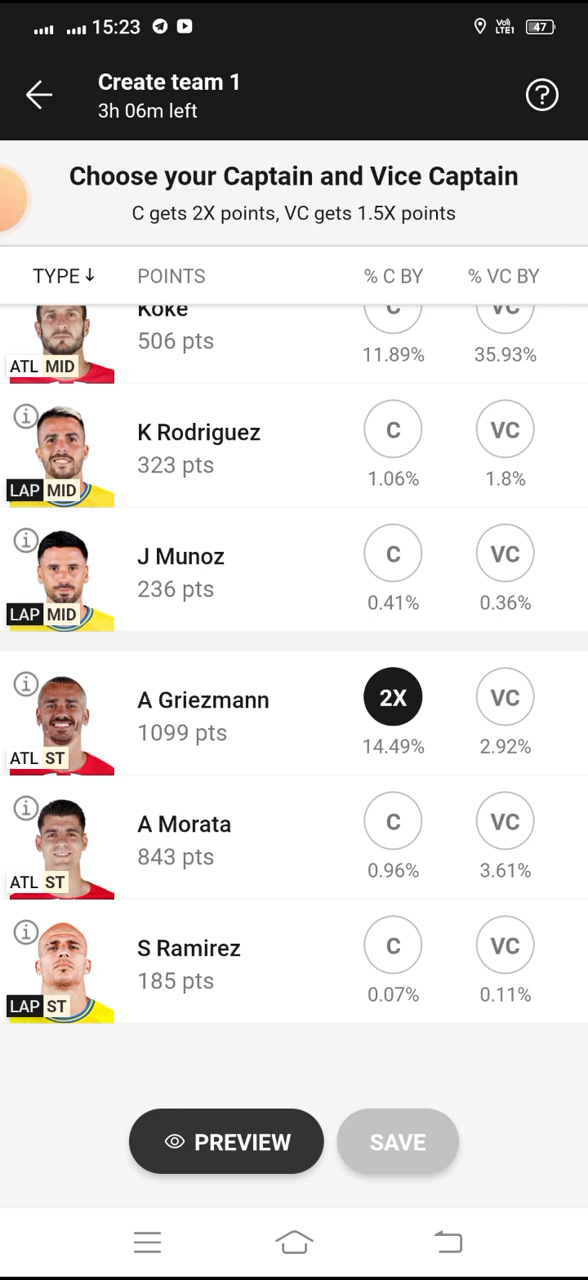 15:23
Vo)) LTE1
47
Create team 1
3h 06m left
?
Choose your Captain and Vice Captain
C gets 2X points, VC gets 1.5X points
TYPE↓ POINTS % C BY % VC BY
Koke C VC
506 pts
11.89% 35.93%
ATL MID
i
K Rodriguez C VC
323 pts
1.06% 1.8%
LAP MID
i
J Munoz C VC
236 pts
0.41% 0.36%
LAP MID
i
A Griezmann 2X VC
1099 pts
14.49% 2.92%
ATL ST
i
A Morata C VC
843 pts
0.96% 3.61%
ATL ST
i
S Ramirez C VC
185 pts
0.07% 0.11%
LAP ST
PREVIEW SAVE